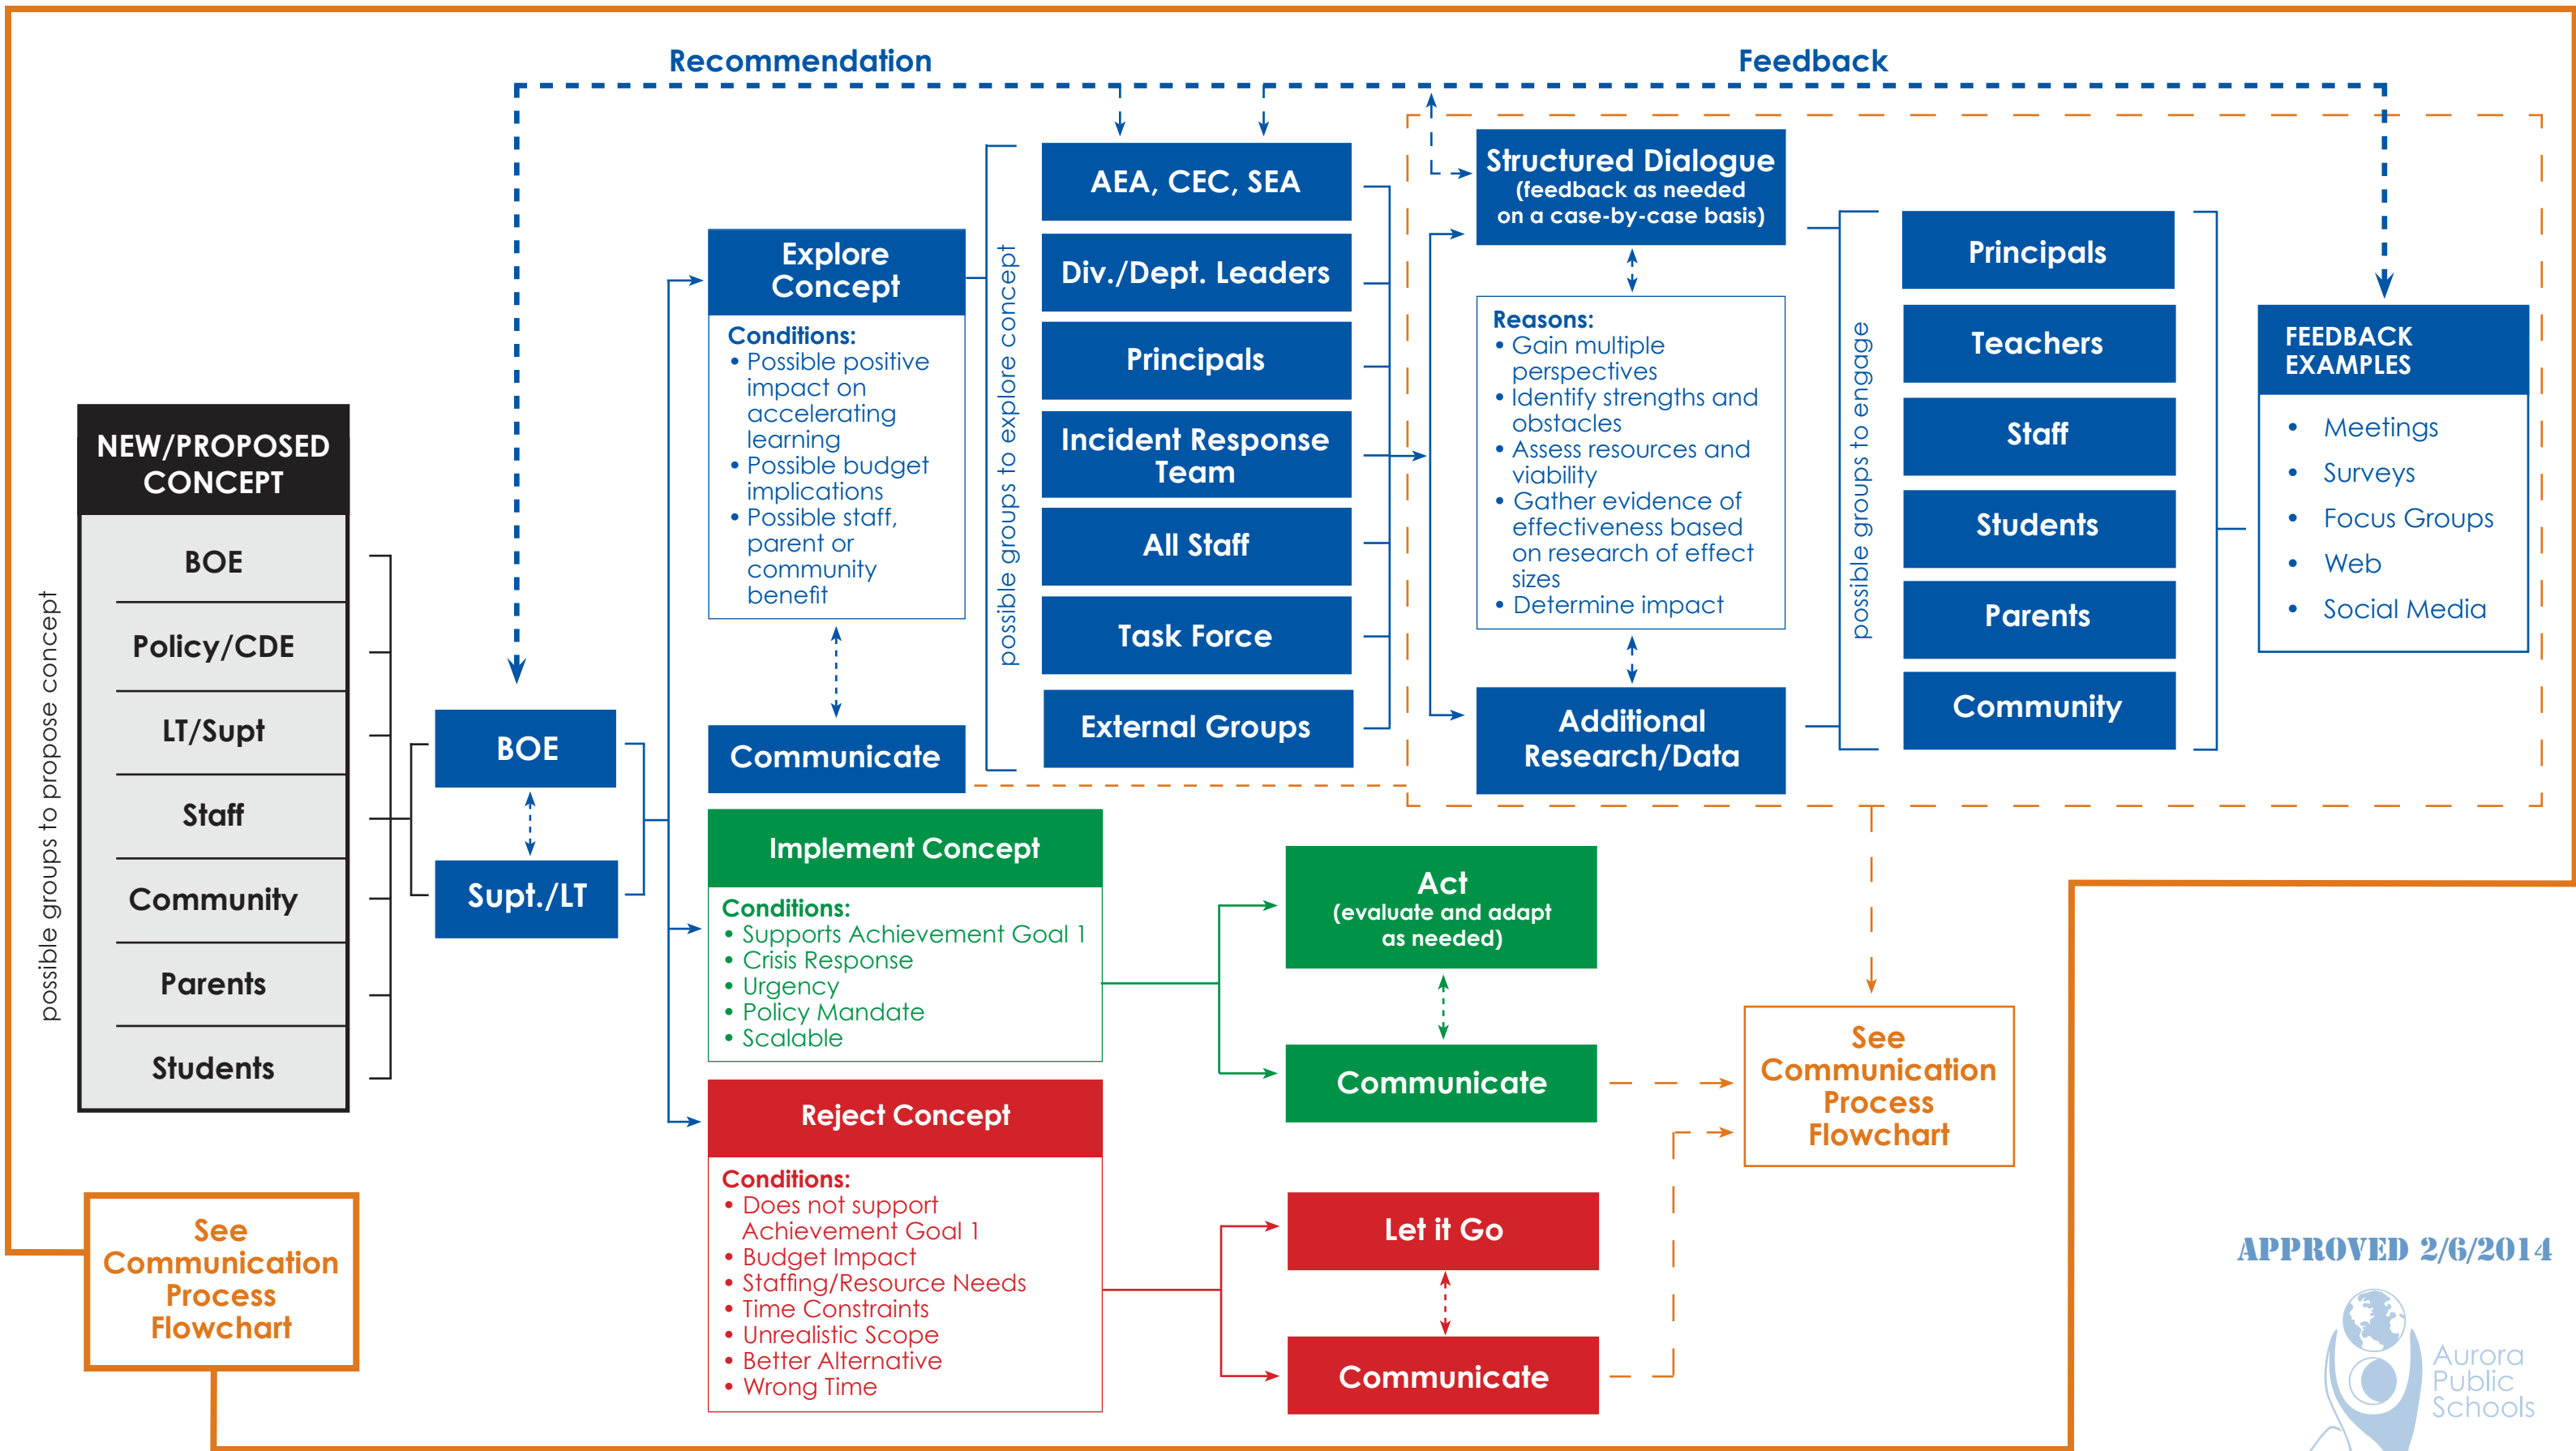 Recommendation
Feedback
possible groups to propose concept
NEW/PROPOSED
CONCEPT
BOE
Policy/CDE
LT/Supt
Staff
Community
Parents
Students
BOE
Supt./LT
Explore
Concept
Conditions:
• Possible positive
impact on
accelerating
learning
• Possible budget
implications
• Possible staff,
parent or
community
benefit
Communicate
possible groups to explore concept
AEA, CEC, SEA
Div./Dept. Leaders
Principals
Incident Response
Team
All Staff
Task Force
External Groups
Structured Dialogue
(feedback as needed
on a case-by-case basis)
Reasons:
• Gain multiple
perspectives
• Identify strengths and
obstacles
• Assess resources and
viability
• Gather evidence of
effectiveness based
on research of effect
sizes
• Determine impact
Additional
Research/Data
possible groups to engage
Principals
Teachers
Staff
Students
Parents
Community
FEEDBACK
EXAMPLES
• Meetings
• Surveys
• Focus Groups
• Web
• Social Media
Implement Concept
Conditions:
• Supports Achievement Goal 1
• Crisis Response
• Urgency
• Policy Mandate
• Scalable
Act
(evaluate and adapt
as needed)
Communicate
Reject Concept
Conditions:
• Does not support
Achievement Goal 1
• Budget Impact
• Staffing/Resource Needs
• Time Constraints
• Unrealistic Scope
• Better Alternative
• Wrong Time
Let it Go
Communicate
See
Communication
Process
Flowchart
See
Communication
Process
Flowchart
APPROVED 2/6/2014
Aurora
Public
Schools